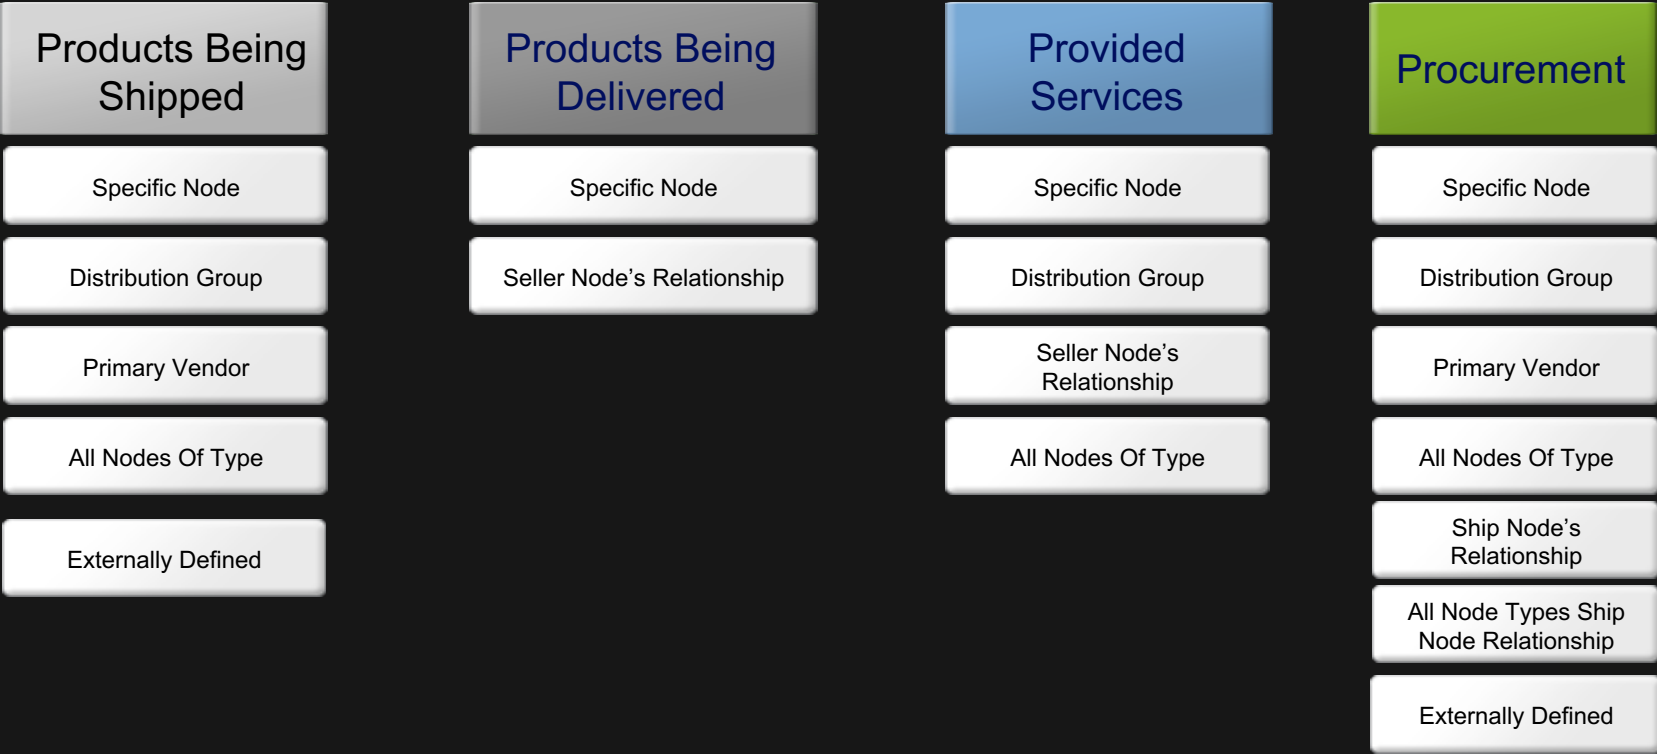 Products Being
Shipped
Specific Node
Distribution Group
Primary Vendor
All Nodes Of Type
Externally Defined
Products Being
Delivered
Specific Node
Seller Node’s Relationship
Provided
Services
Specific Node
Distribution Group
Seller Node’s
Relationship
All Nodes Of Type
Procurement
Specific Node
Distribution Group
Primary Vendor
All Nodes Of Type
Ship Node’s
Relationship
All Node Types Ship
Node Relationship
Externally Defined